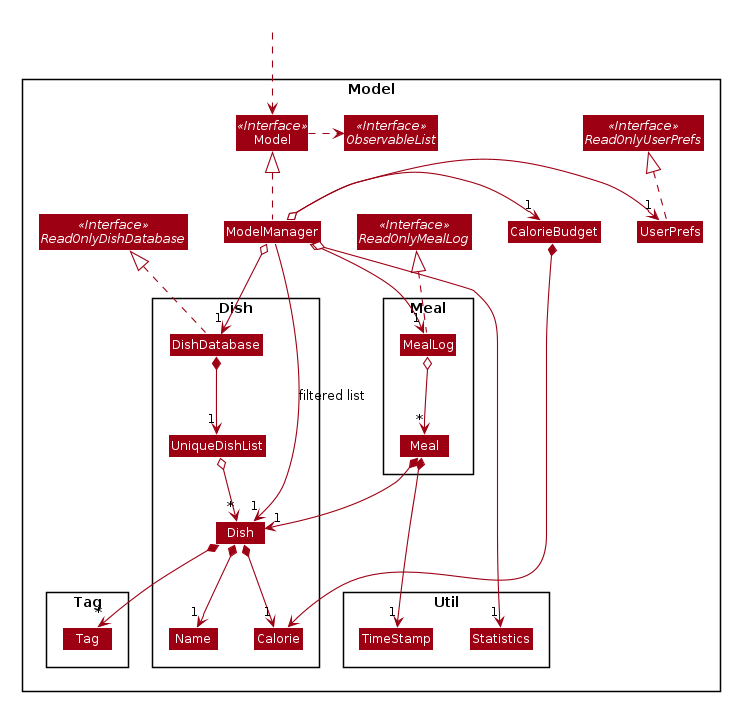 Model
«Interface»
Model
«Interface»
ObservableList
«Interface»
ReadOnlyUserPrefs
1
1
«Interface»
ReadOnlyDishDatabase
ModelManager
«Interface»
ReadOnlyMealLog
CalorieBudget
UserPrefs
Dish
Meal
1
1
DishDatabase
MealLog
filtered list
1
*
UniqueDishList
Meal
*
1
1
Dish
Tag
Util
*
1
1
1
1
Tag
Name
Calorie
TimeStamp
Statistics